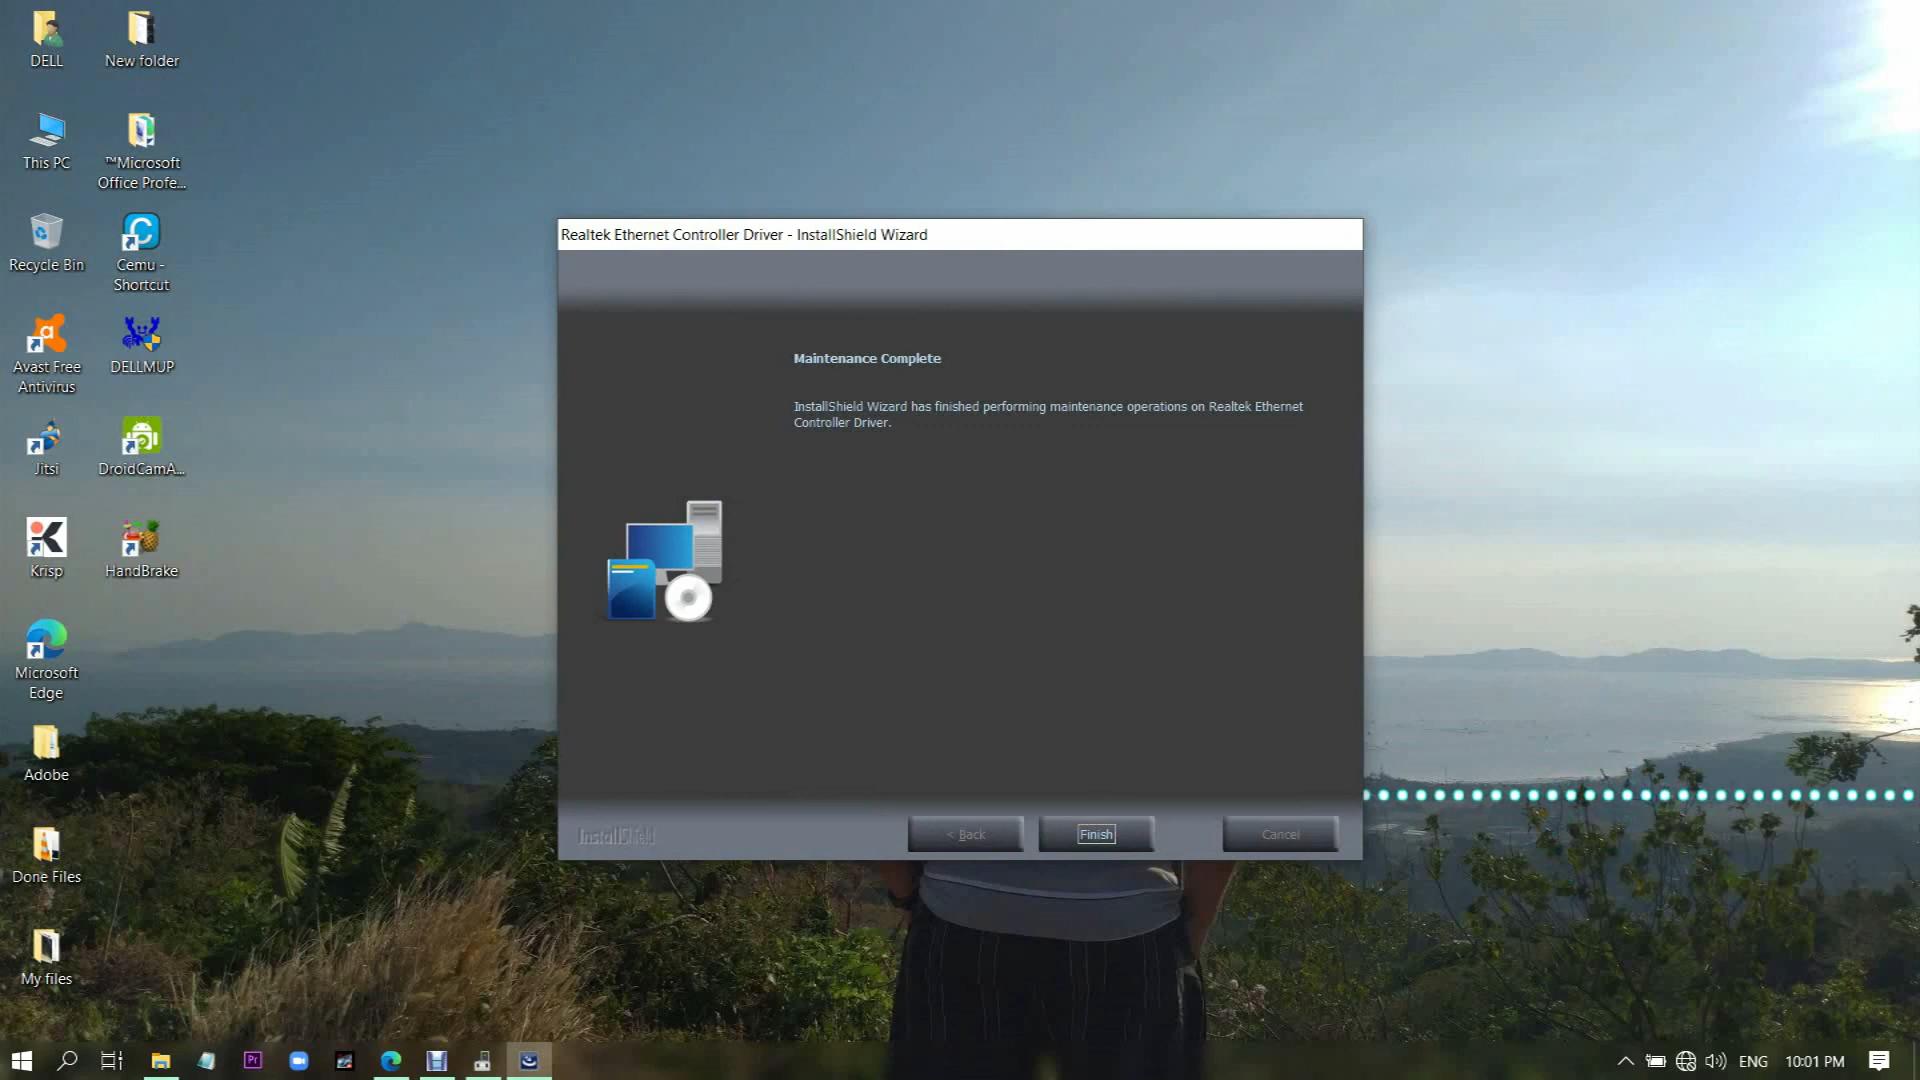 DELL
New folder
This PC
™Microsoft
Office Profe...
Recycle Bin
Cemu -
Shortcut
Avast Free
Antivirus
DELLMUP
Jitsi
DroidCamA...
Krisp
HandBrake
Microsoft
Edge
Adobe
Done Files
My files
Realtek Ethernet Controller Driver - InstallShield Wizard
Maintenance Complete
InstallShield Wizard has finished performing maintenance operations on Realtek Ethernet
Controller Driver.
InstallShield
< Back
Finish
Cancel
Pr
ENG
10:01 PM